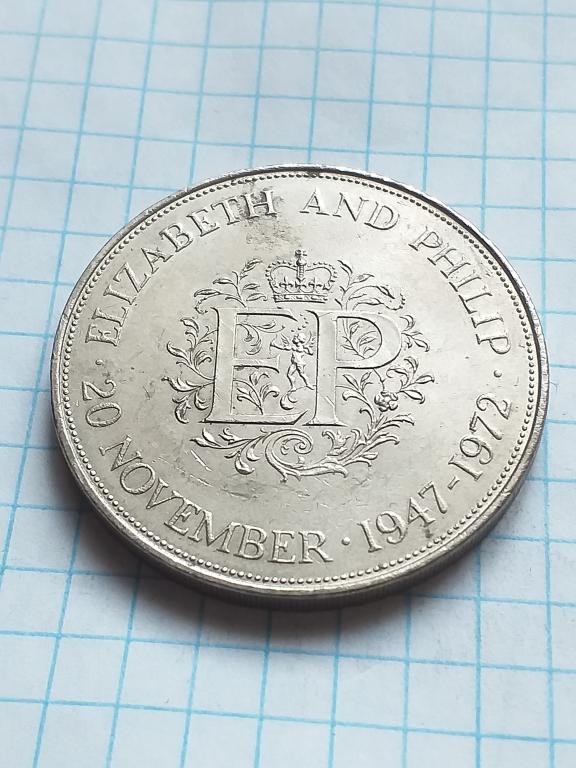 ELIZABETH AND PHILIP
· 20 NOVEMBER · 1947-1972 ·
EP